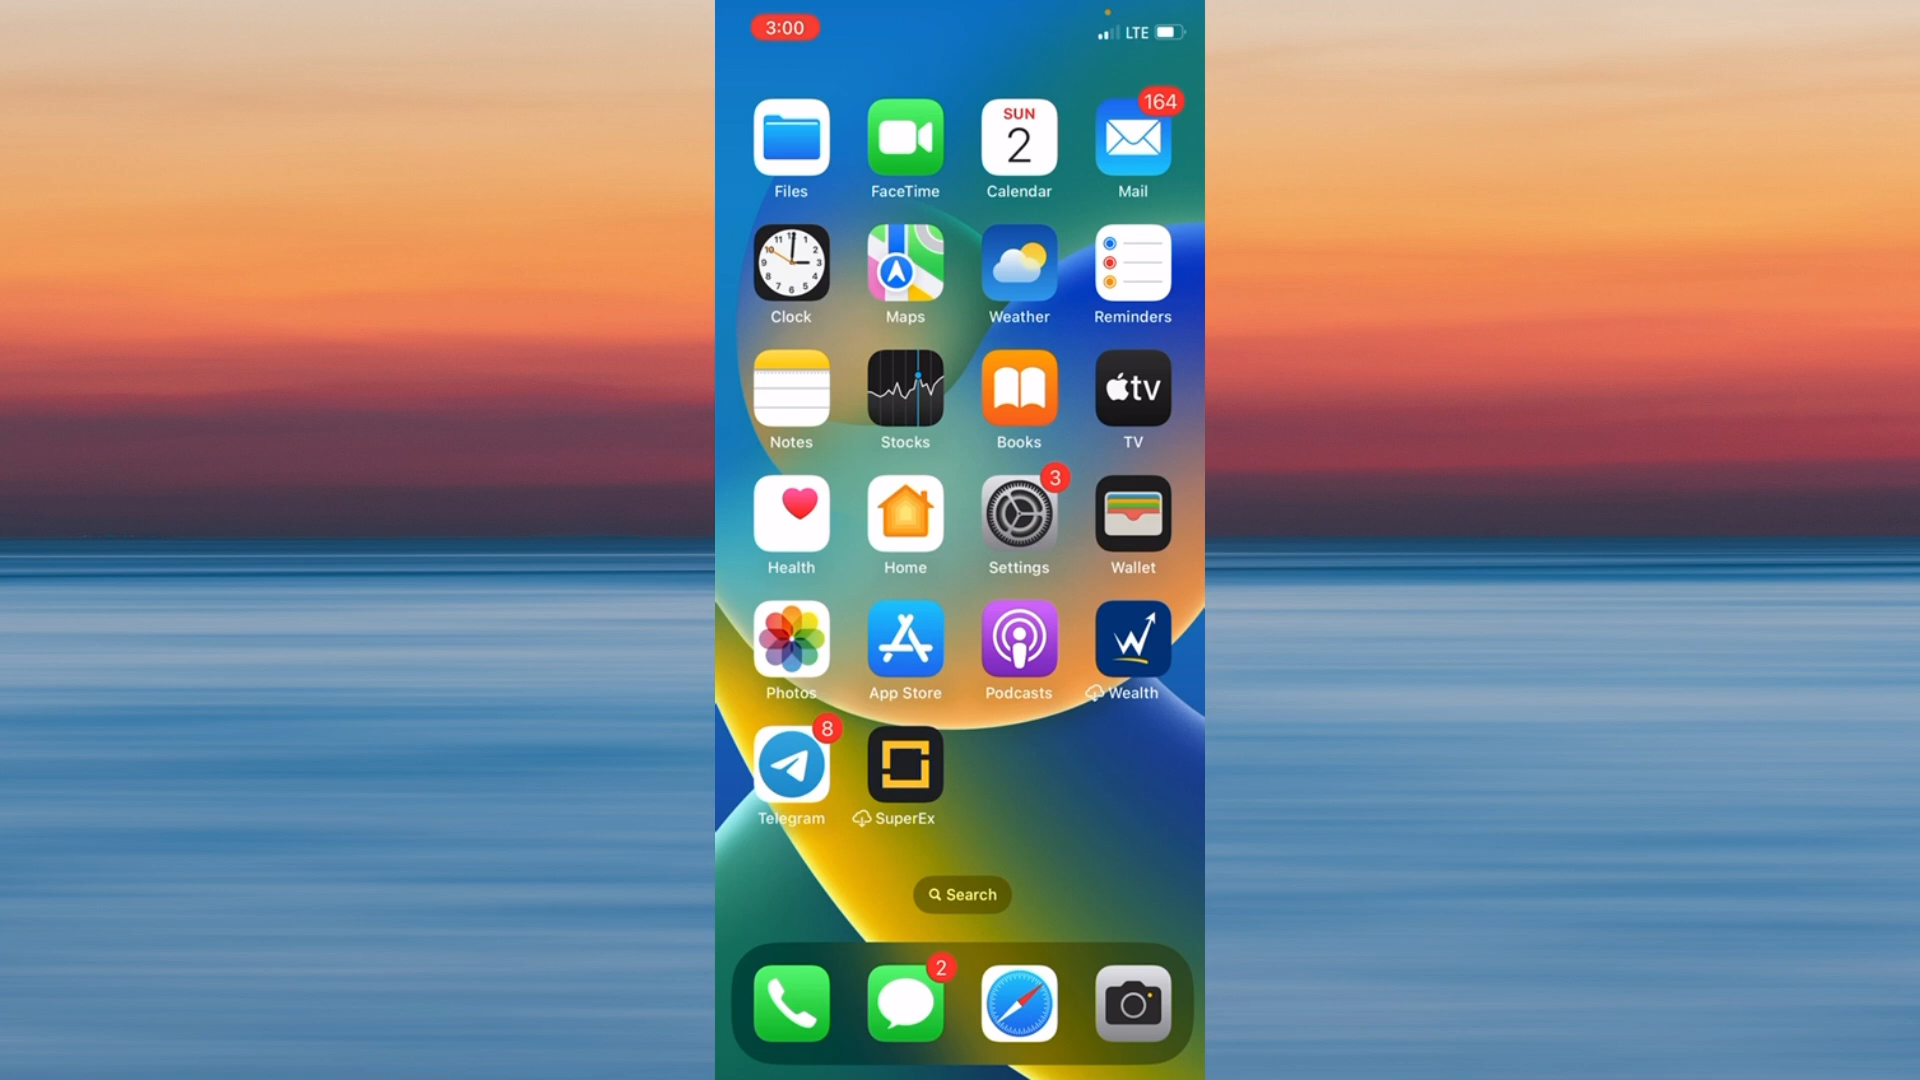 3:00
LTE
164
SUN
2
Files
FaceTime
Calendar
Mail
Clock
Maps
Weather
Reminders
tv
Notes
Stocks
Books
TV
3
Health
Home
Settings
Wallet
W
Photos
App Store
Podcasts
Wealth
8
Telegram
SuperEx
Search
2